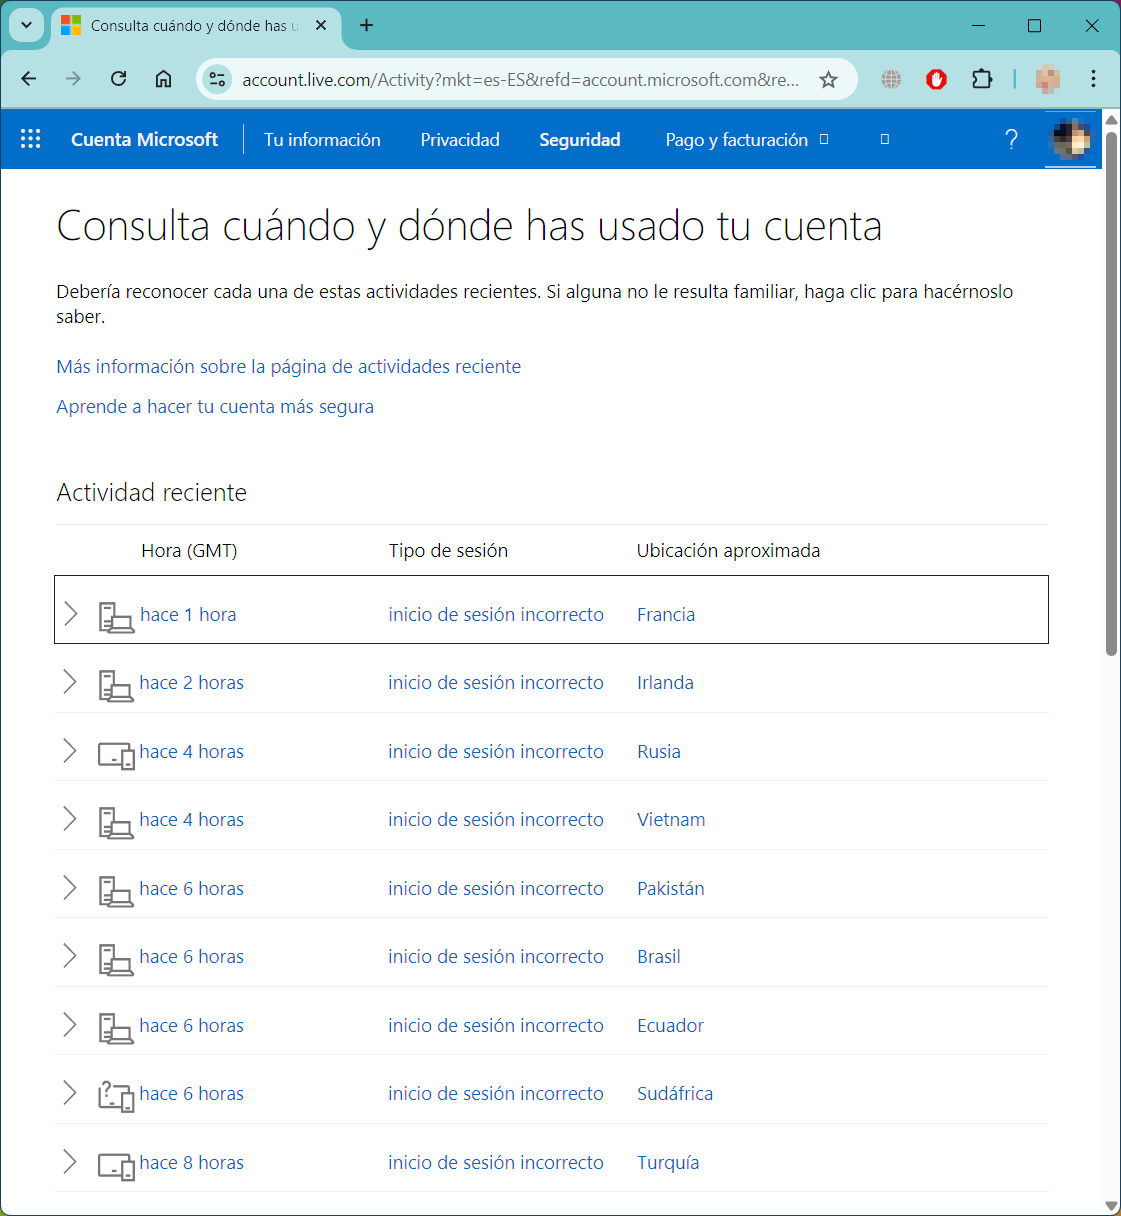 Consulta cuándo y dónde has u
account.live.com/Activity?mkt=es-ES&refd=account.microsoft.com&re...
Cuenta Microsoft
Tu información
Privacidad
Seguridad
Pago y facturación
?
Consulta cuándo y dónde has usado tu cuenta
Debería reconocer cada una de estas actividades recientes. Si alguna no le resulta familiar, haga clic para hacérnoslo
saber.
Más información sobre la página de actividades reciente
Aprende a hacer tu cuenta más segura
Actividad reciente
Hora (GMT) Tipo de sesión Ubicación aproximada
hace 1 hora inicio de sesión incorrecto Francia
hace 2 horas inicio de sesión incorrecto Irlanda
hace 4 horas inicio de sesión incorrecto Rusia
hace 4 horas inicio de sesión incorrecto Vietnam
hace 6 horas inicio de sesión incorrecto Pakistán
hace 6 horas inicio de sesión incorrecto Brasil
hace 6 horas inicio de sesión incorrecto Ecuador
hace 6 horas inicio de sesión incorrecto Sudáfrica
hace 8 horas inicio de sesión incorrecto Turquía